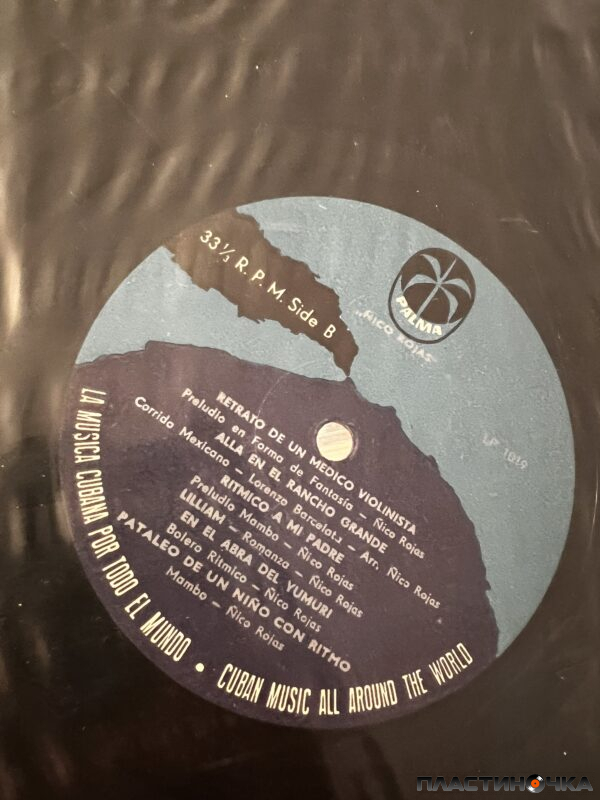 33⅓ R. P. M. Side B
PALMA
„ÑICO ROJAS"
LP 1019
RETRATO DE UN MEDICO VIOLINISTA
Preludio en Forma de Fantasía – Ñico Rojas
ALLA EN EL RANCHO GRANDE
Corrido Mexicano – Lorenzo Barcelata – Arr. Ñico Rojas
RITMICO A MI PADRE
Preludio Mambo – Ñico Rojas
LILLIAM – Romanza – Ñico Rojas
EN EL ABRA DEL YUMURI
Bolero Rítmico – Ñico Rojas
PATALEO DE UN NIÑO CON RITMO
Mambo – Ñico Rojas
LA MUSICA CUBANA POR TODO EL MUNDO • CUBAN MUSIC ALL AROUND THE WORLD
ПЛАСТИНОЧКА